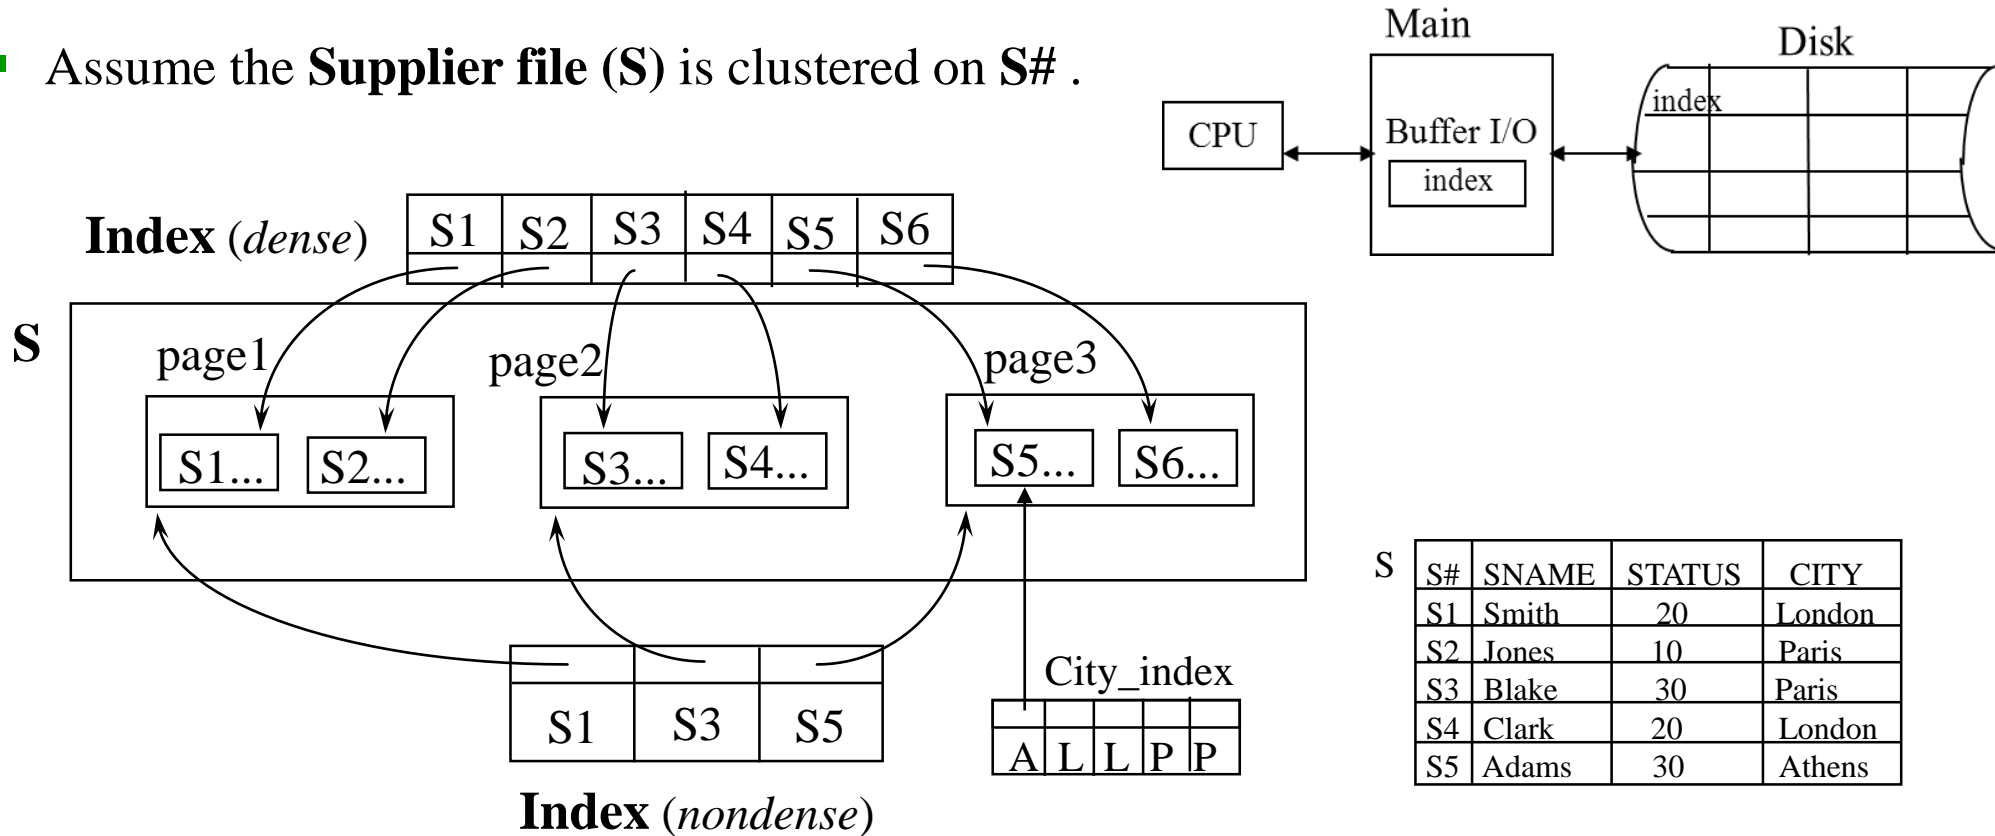 Assume the Supplier file (S) is clustered on S# .
Main
Disk
CPU
Buffer I/O
index
index
Index (dense)
S1 S2 S3 S4 S5 S6
S
page1 page2 page3
S1... S2... S3... S4... S5... S6...
S1 S3 S5
Index (nondense)
City_index
A L L P P
S
S# SNAME STATUS CITY
S1 Smith 20 London
S2 Jones 10 Paris
S3 Blake 30 Paris
S4 Clark 20 London
S5 Adams 30 Athens